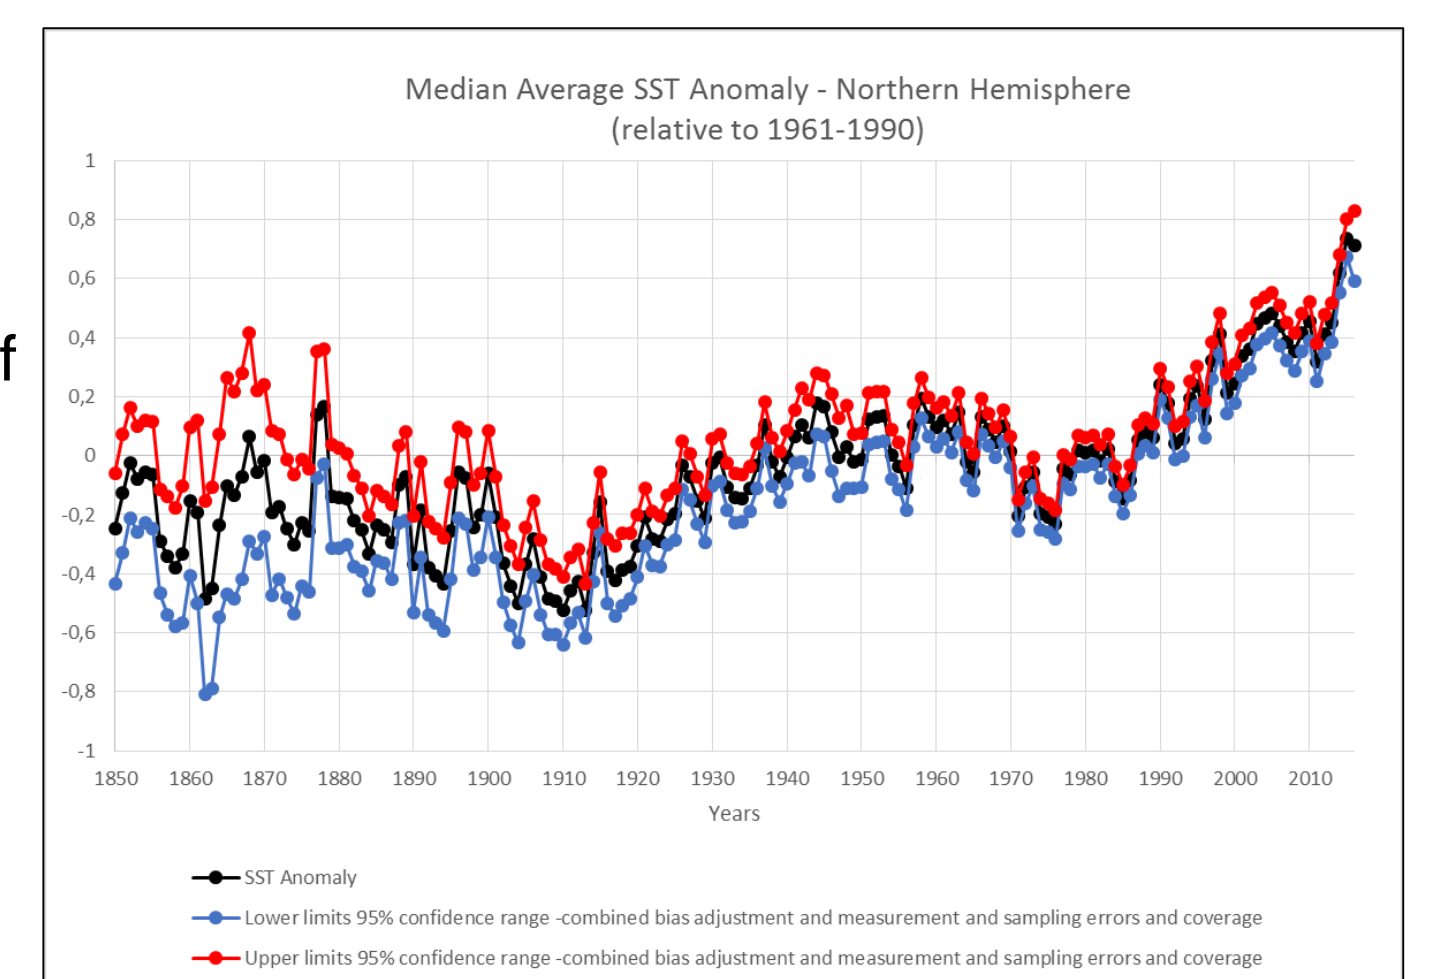 Median Average SST Anomaly - Northern Hemisphere
(relative to 1961-1990)
1
0,8
0,6
f
0,4
0,2
0
-0,2
-0,4
-0,6
-0,8
-1
1850 1860 1870 1880 1890 1900 1910 1920 1930 1940 1950 1960 1970 1980 1990 2000 2010
Years
SST Anomaly
Lower limits 95% confidence range -combined bias adjustment and measurement and sampling errors and coverage
Upper limits 95% confidence range -combined bias adjustment and measurement and sampling errors and coverage